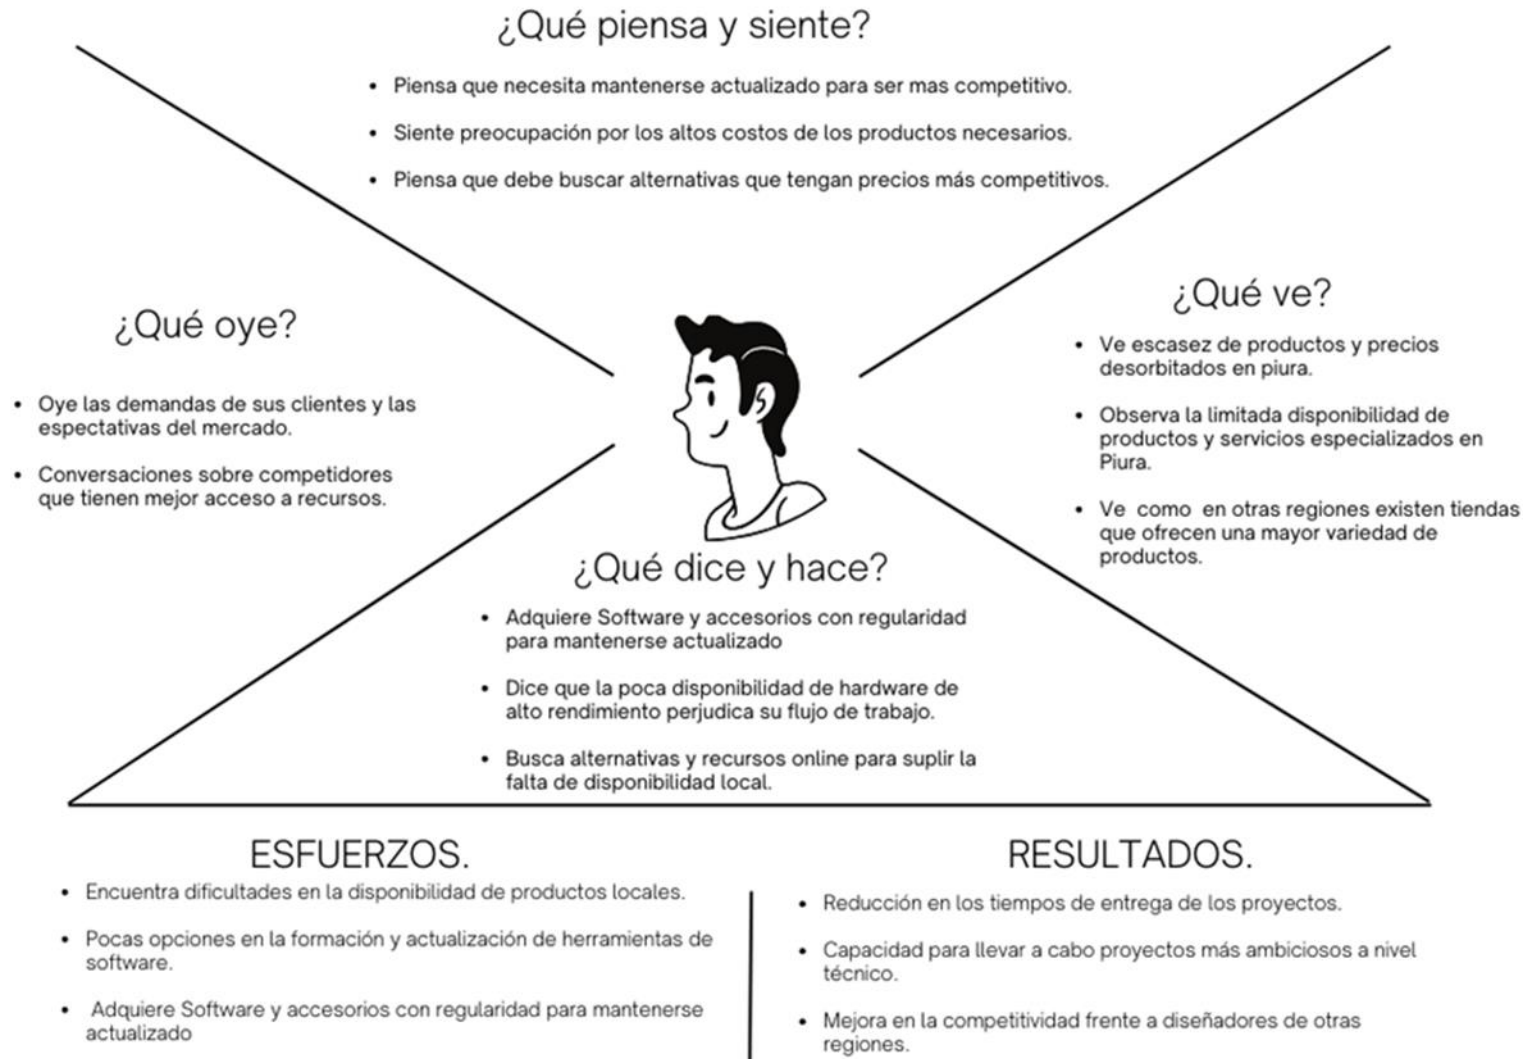 ¿Qué piensa y siente?
• Piensa que necesita mantenerse actualizado para ser mas competitivo.
• Siente preocupación por los altos costos de los productos necesarios.
• Piensa que debe buscar alternativas que tengan precios más competitivos.
¿Qué oye?
• Oye las demandas de sus clientes y las
espectativas del mercado.
• Conversaciones sobre competidores
que tienen mejor acceso a recursos.
¿Qué ve?
• Ve escasez de productos y precios
desorbitados en piura.
• Observa la limitada disponibilidad de
productos y servicios especializados en
Piura.
• Ve como en otras regiones existen tiendas
que ofrecen una mayor variedad de
productos.
¿Qué dice y hace?
• Adquiere Software y accesorios con regularidad
para mantenerse actualizado
• Dice que la poca disponibilidad de hardware de
alto rendimiento perjudica su flujo de trabajo.
• Busca alternativas y recursos online para suplir la
falta de disponibilidad local.
ESFUERZOS.
• Encuentra dificultades en la disponibilidad de productos locales.
• Pocas opciones en la formación y actualización de herramientas de
software.
• Adquiere Software y accesorios con regularidad para mantenerse
actualizado
RESULTADOS.
• Reducción en los tiempos de entrega de los proyectos.
• Capacidad para llevar a cabo proyectos más ambiciosos a nivel
técnico.
• Mejora en la competitividad frente a diseñadores de otras
regiones.